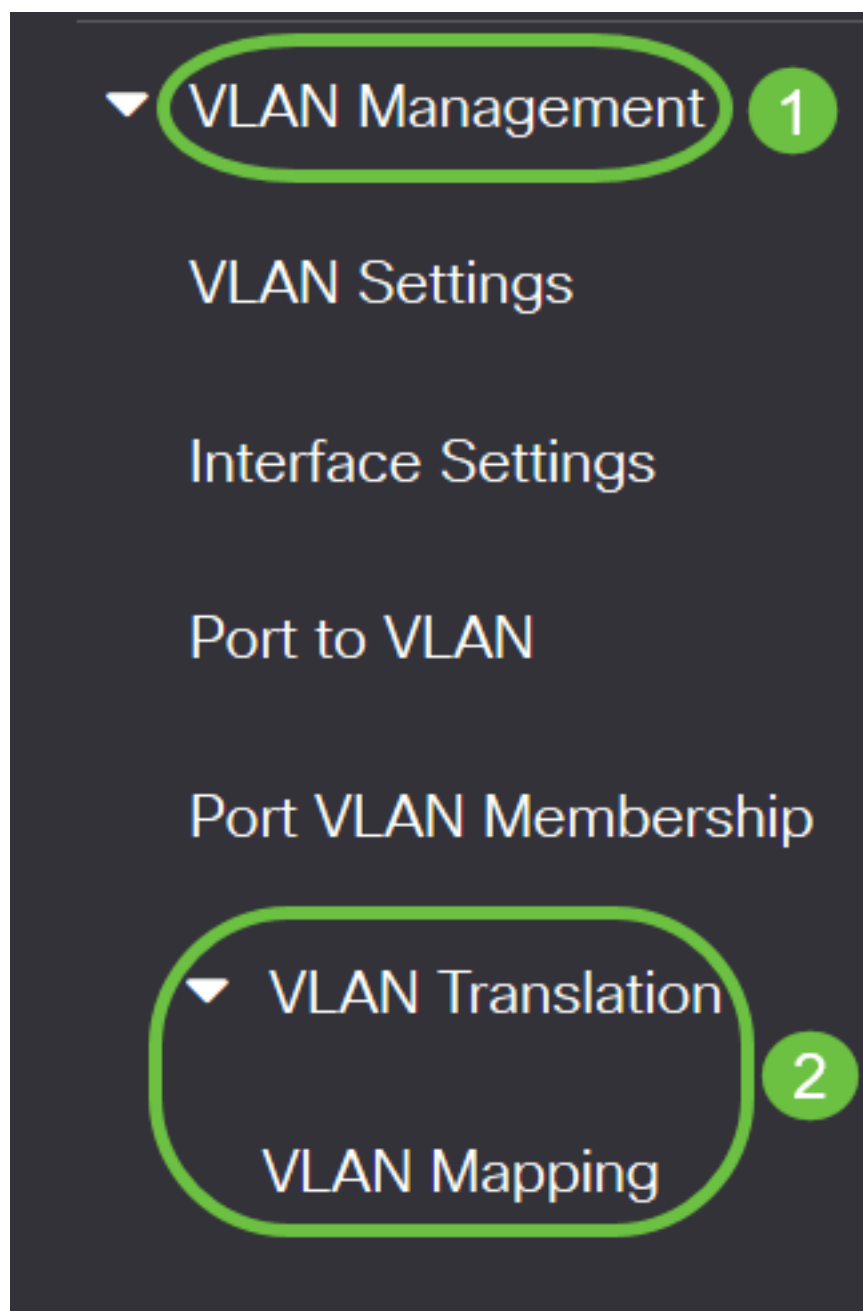 VLAN Management 1
VLAN Settings
Interface Settings
Port to VLAN
Port VLAN Membership
VLAN Translation
2
VLAN Mapping